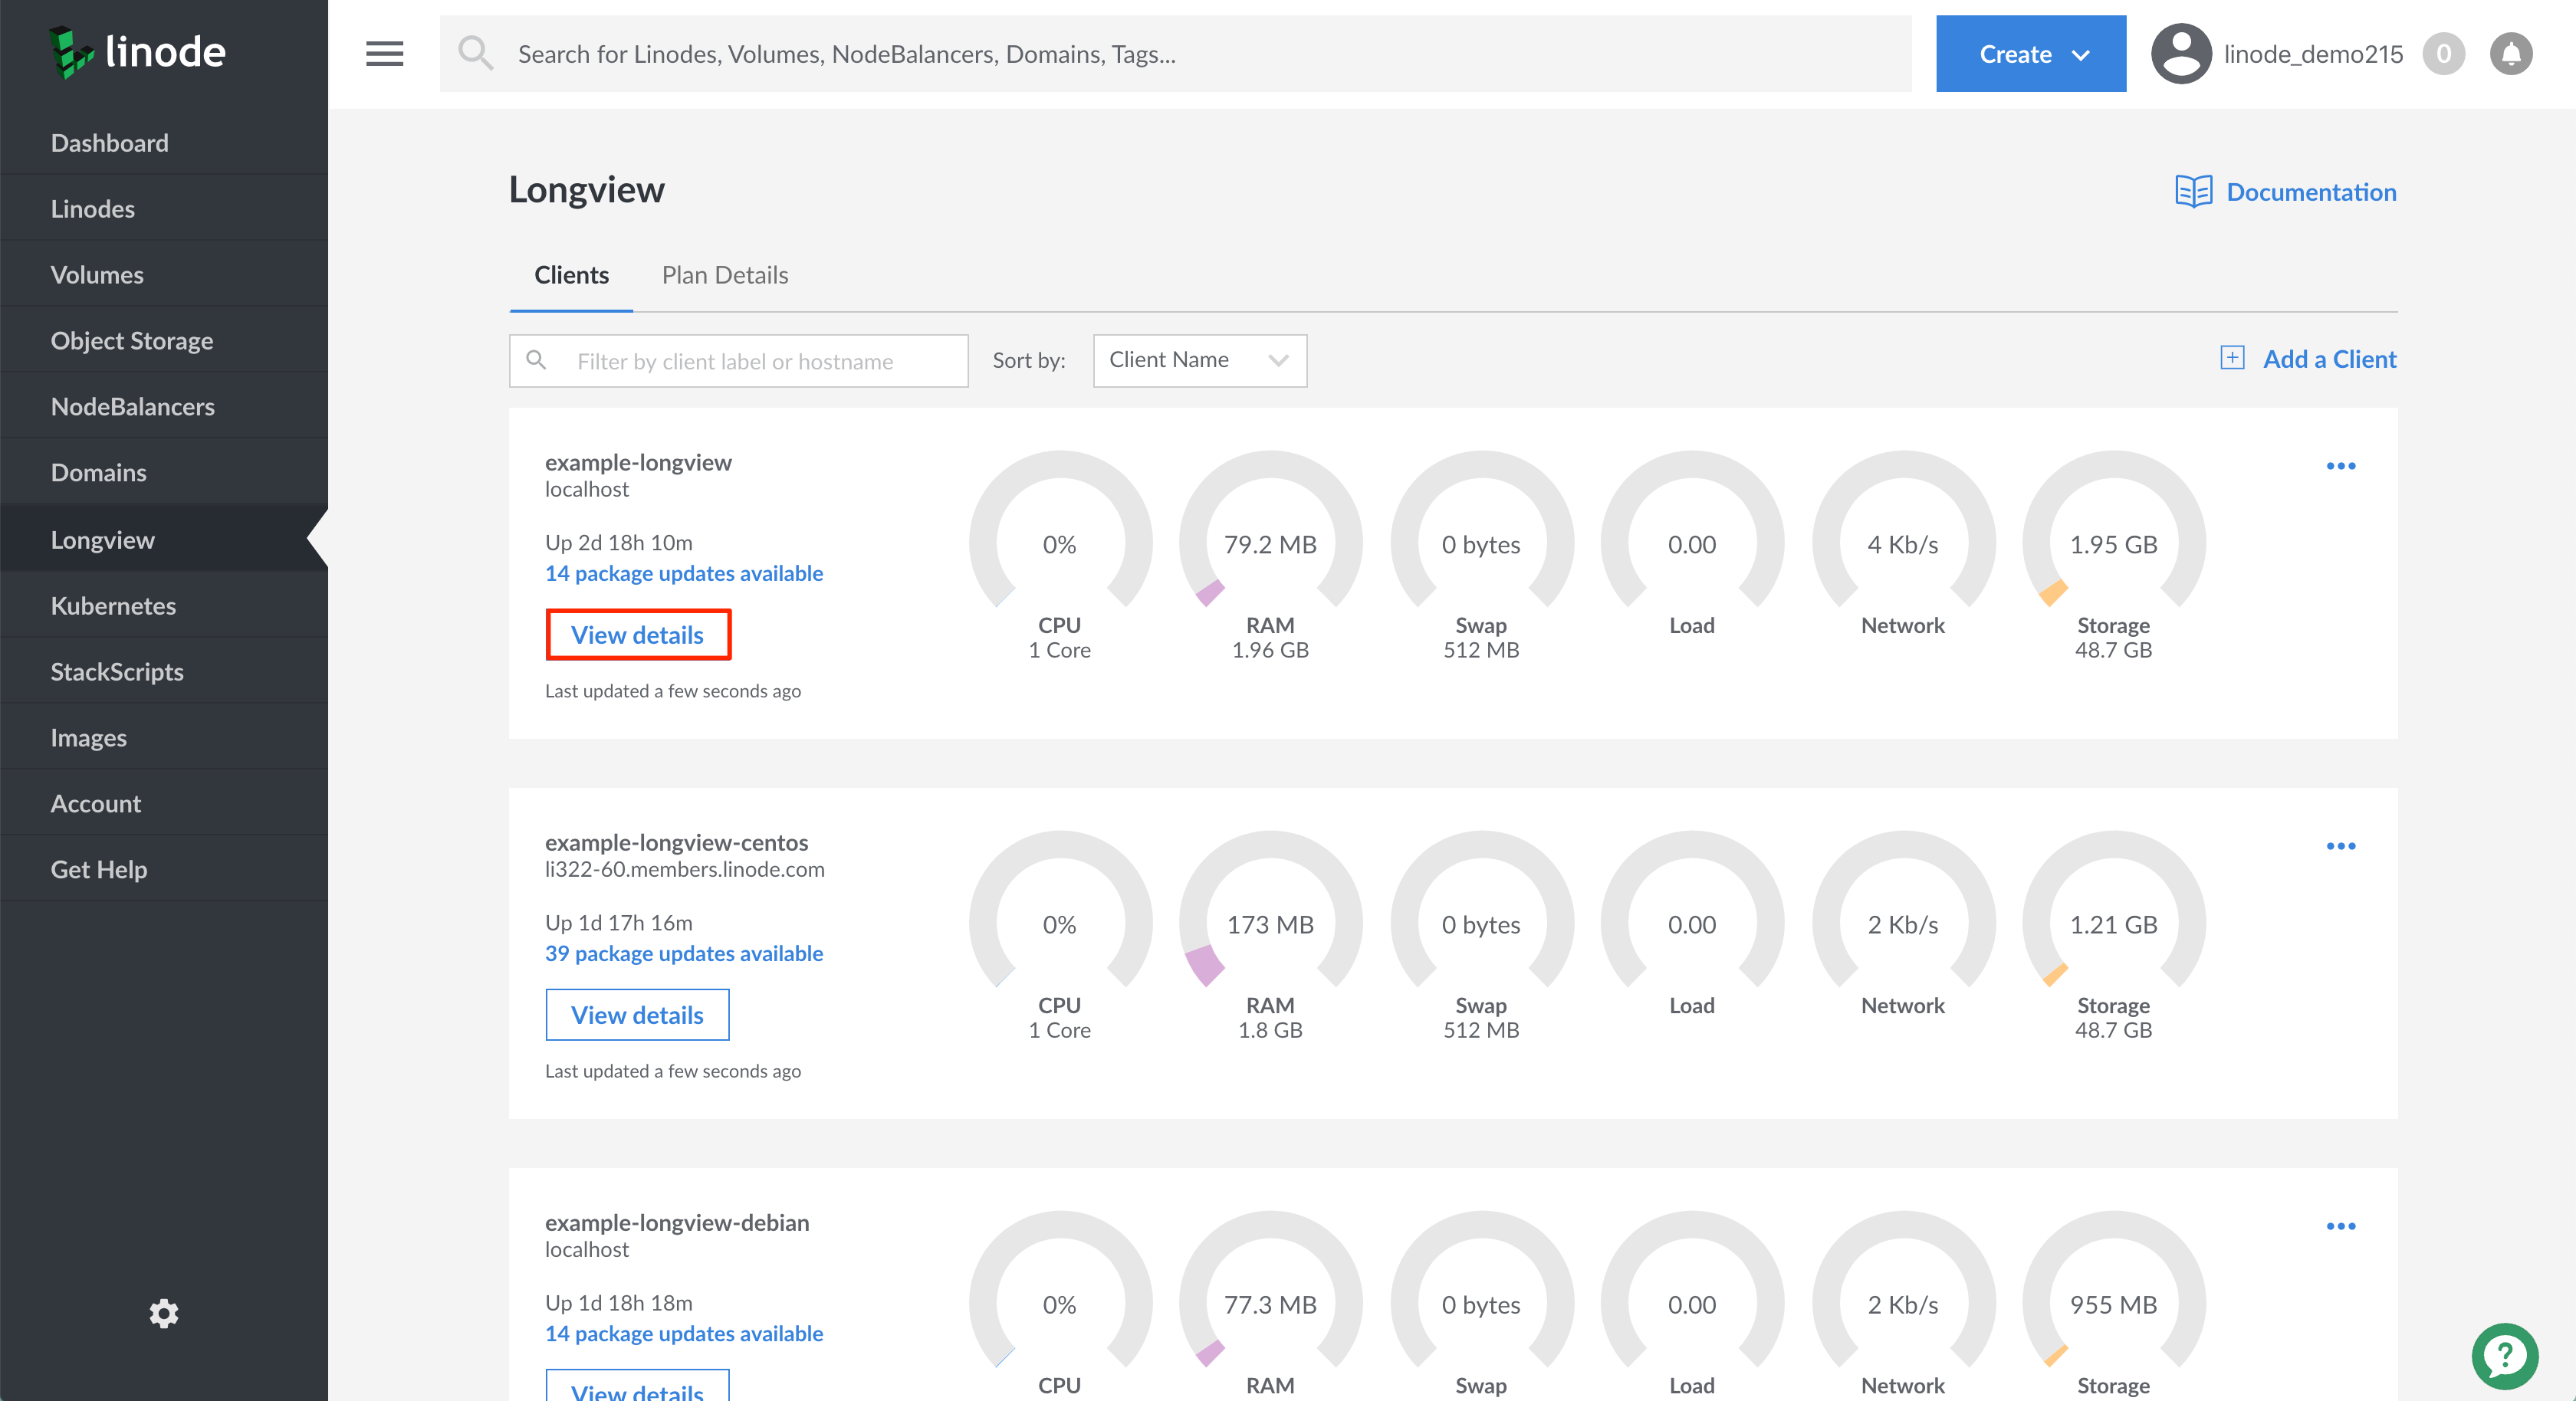 linode
Search for Linodes, Volumes, NodeBalancers, Domains, Tags...
Create
linode_demo215
0
Dashboard
Linodes
Volumes
Object Storage
NodeBalancers
Domains
Longview
Kubernetes
StackScripts
Images
Account
Get Help
Longview
Documentation
Clients
Plan Details
Filter by client label or hostname
Sort by:
Client Name
Add a Client
example-longview
localhost
Up 2d 18h 10m
14 package updates available
View details
Last updated a few seconds ago
0%
CPU
1 Core
79.2 MB
RAM
1.96 GB
0 bytes
Swap
512 MB
0.00
Load
4 Kb/s
Network
1.95 GB
Storage
48.7 GB
example-longview-centos
li322-60.members.linode.com
Up 1d 17h 16m
39 package updates available
View details
Last updated a few seconds ago
0%
CPU
1 Core
173 MB
RAM
1.8 GB
0 bytes
Swap
512 MB
0.00
Load
2 Kb/s
Network
1.21 GB
Storage
48.7 GB
example-longview-debian
localhost
Up 1d 18h 18m
14 package updates available
View details
0%
CPU
77.3 MB
RAM
0 bytes
Swap
0.00
Load
2 Kb/s
Network
955 MB
Storage
?